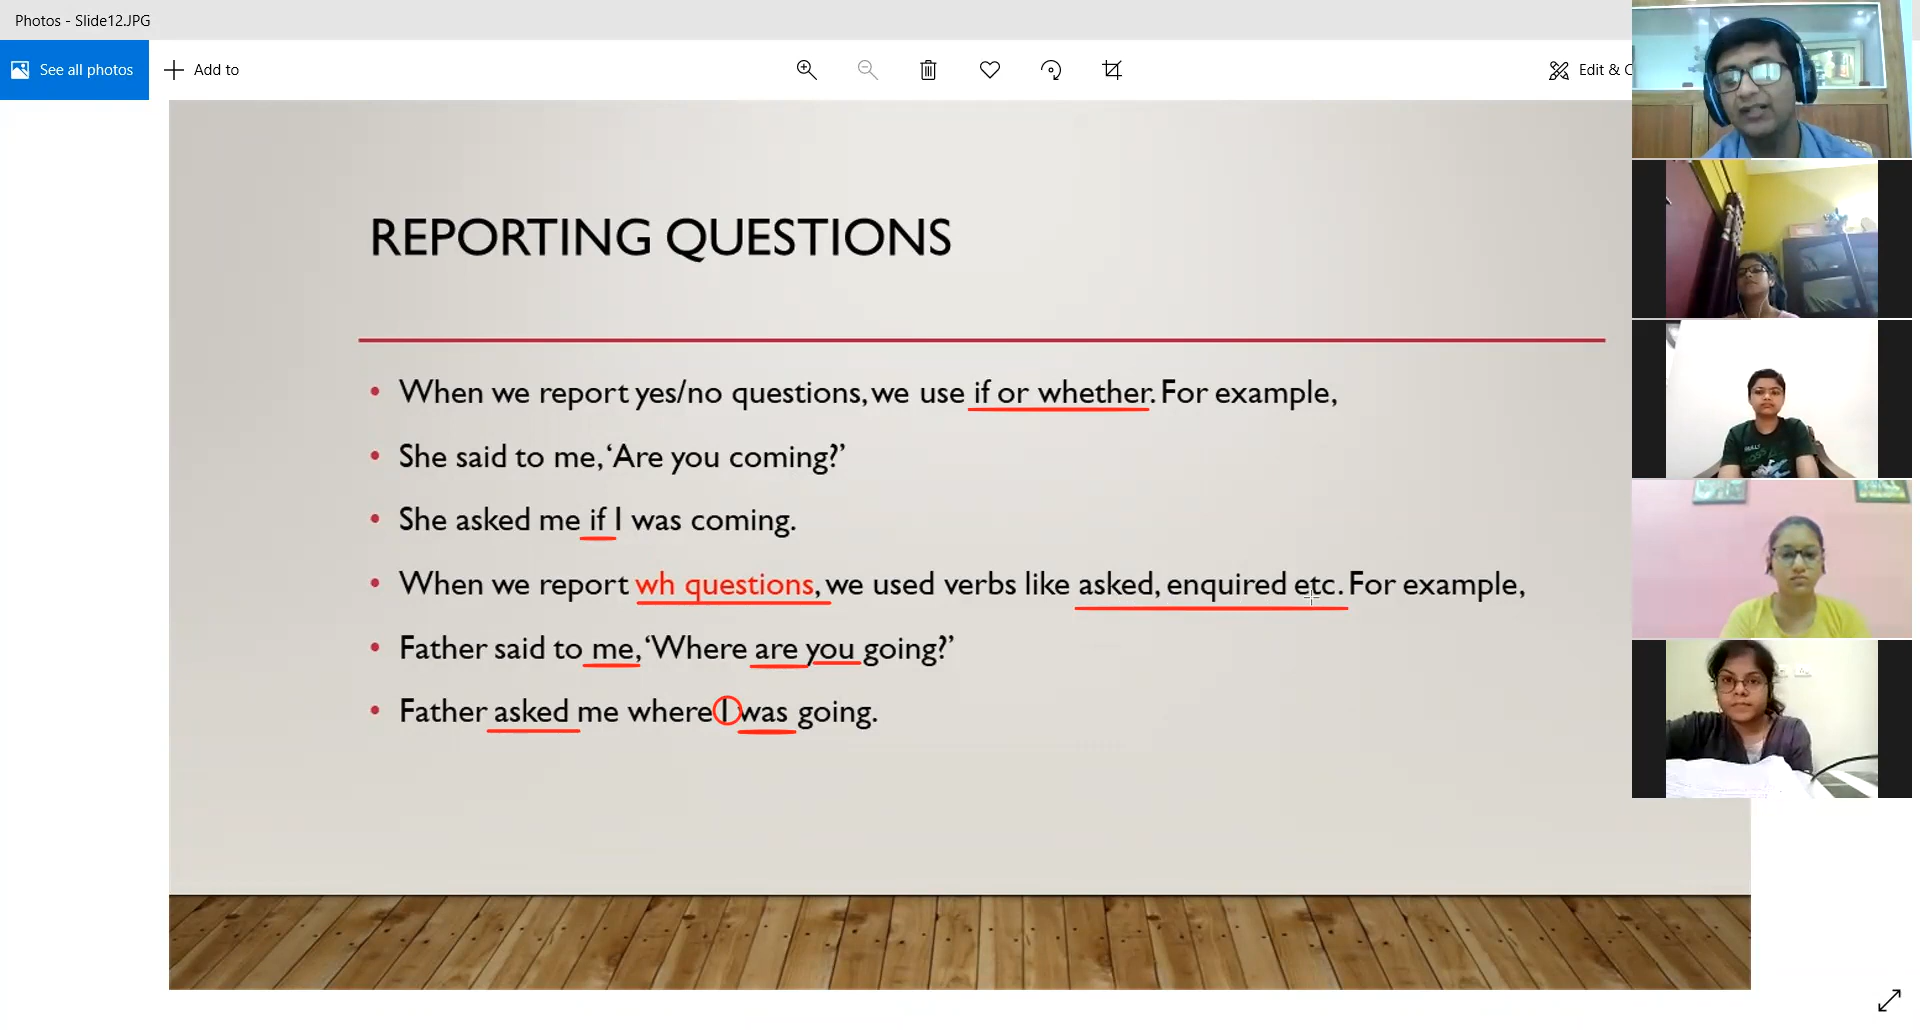 Photos - Slide12.JPG
See all photos
Add to
Edit & C
REPORTING QUESTIONS
• When we report yes/no questions, we use if or whether. For example,
• She said to me, ‘Are you coming?’
• She asked me if I was coming.
• When we report wh questions, we used verbs like asked, enquired etc. For example,
• Father said to me, ‘Where are you going?’
• Father asked me where I was going.